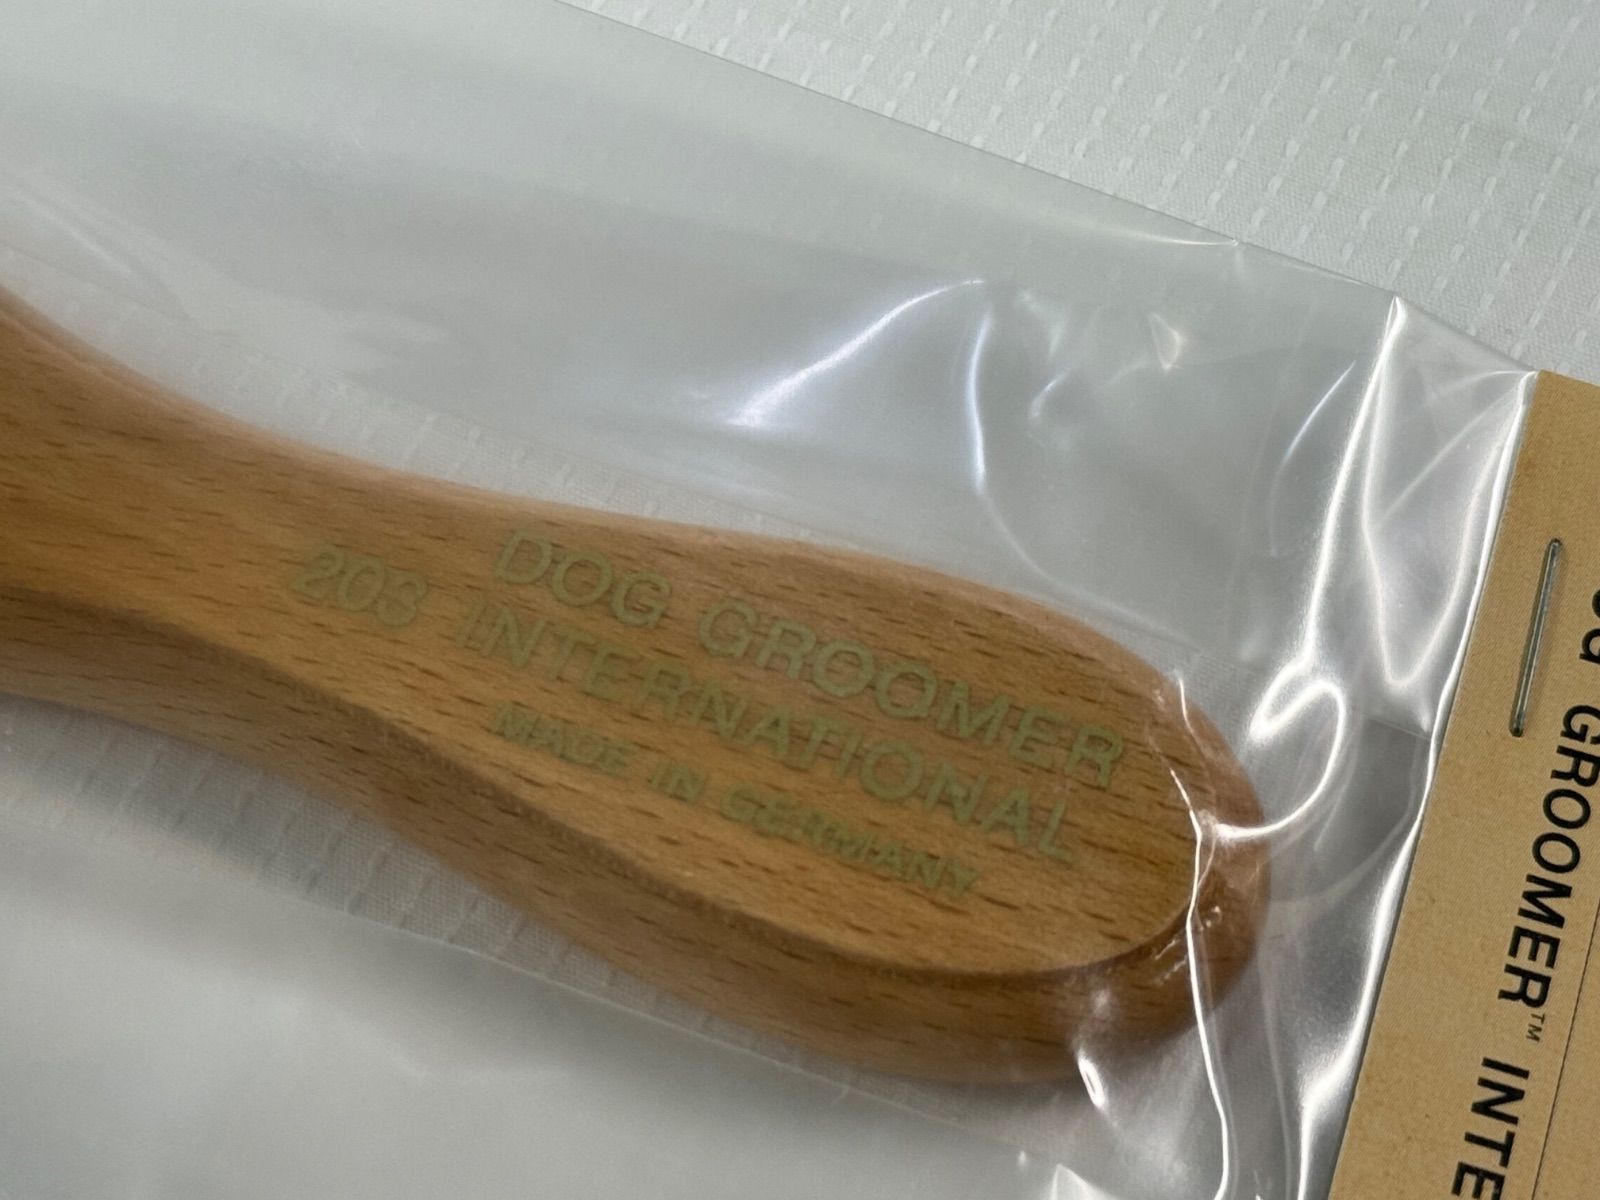 DOG GROOMER
203 INTERNATIONAL
MADE IN GERMANY
GROOMER™ INTE